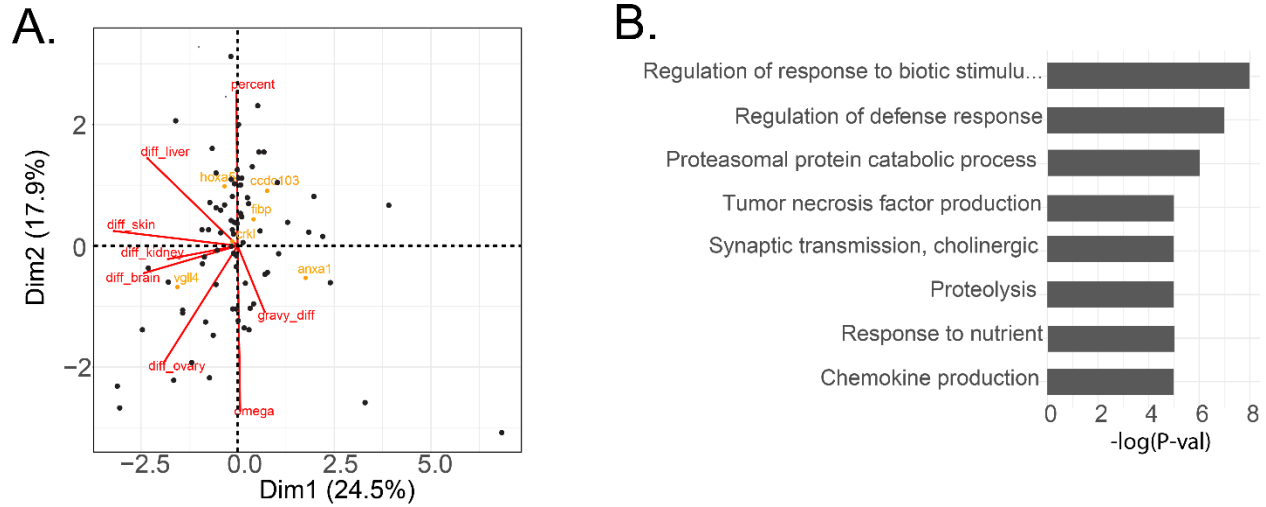 A.
B.
percent
diff_liver
hoxa
ccdc103
diff_skin
fibp
crkl
diff_kidney
diff_brain
vgll4
anxa1
gravy_diff
diff_ovary
omega
2
0
−2
−2.5
0.0
2.5
5.0
Dim1 (24.5%)
Dim2 (17.9%)
Regulation of response to biotic stimulu...
Regulation of defense response
Proteasomal protein catabolic process
Tumor necrosis factor production
Synaptic transmission, cholinergic
Proteolysis
Response to nutrient
Chemokine production
0 2 4 6 8
-log(P-val)